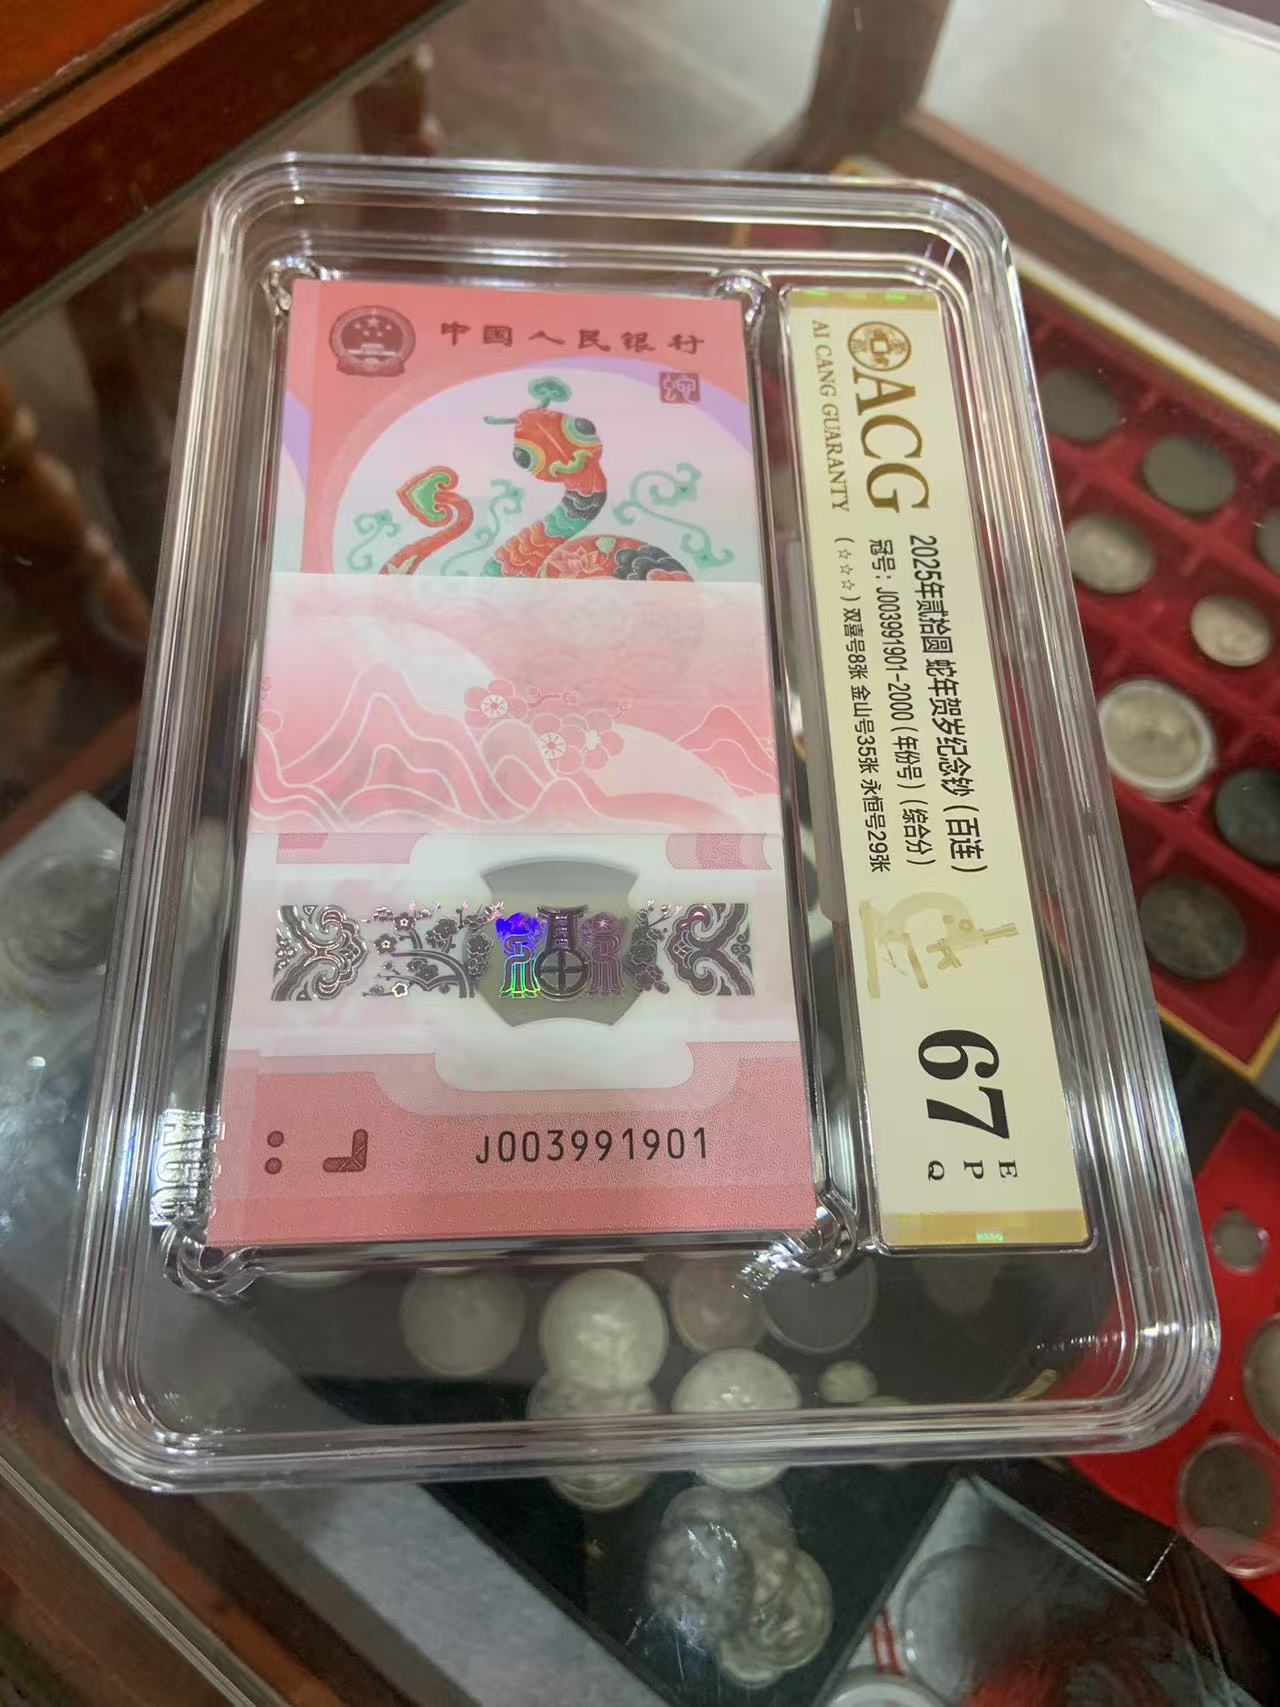 中国人民银行
J003991901
ACG
AI CANG GUARANTY
2025年贰拾圆 蛇年贺岁纪念钞（百连）
冠号：J003991901-2000（年份号）（综合分）
（☆☆☆）双喜号8张 金山号35张 永恒号29张
67
E
P
Q